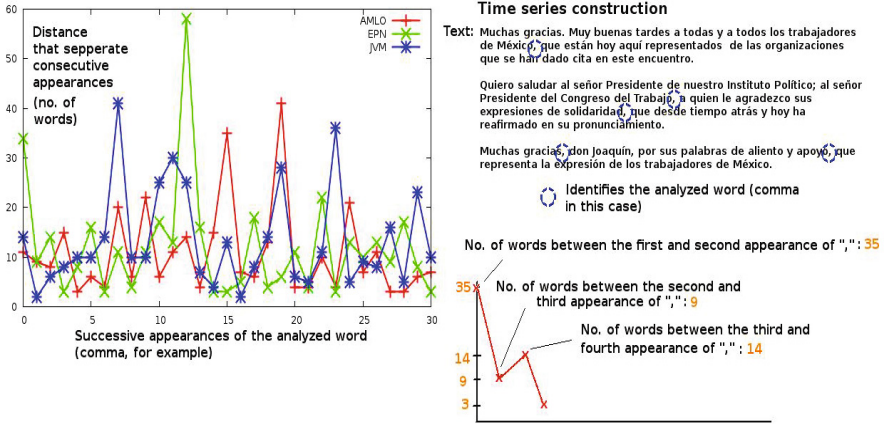 60
50
40
30
20
10
0
0
5
10
15
20
25
30
AMLO
EPN
JVM
Distance
that sepperate
consecutive
appearances
(no. of
words)
Successive appearances of the analyzed word
(comma, for example)
Time series construction
Text: Muchas gracias. Muy buenas tardes a todas y a todos los trabajadores
de México, que están hoy aquí representados de las organizaciones
que se han dado cita en este encuentro.
Quiero saludar al señor Presidente de nuestro Instituto Político; al señor
Presidente del Congreso del Trabajo, a quien le agradezco sus
expresiones de solidaridad, que desde tiempo atrás y hoy ha
reafirmado en su pronunciamiento.
Muchas gracias, don Joaquín, por sus palabras de aliento y apoyo, que
representa la expresión de los trabajadores de México.
Identifies the analyzed word (comma
in this case)
No. of words between the first and second appearance of ",": 35
No. of words between the second and
third appearance of ",": 9
No. of words between the third and
fourth appearance of ",": 14
35
14
9
3